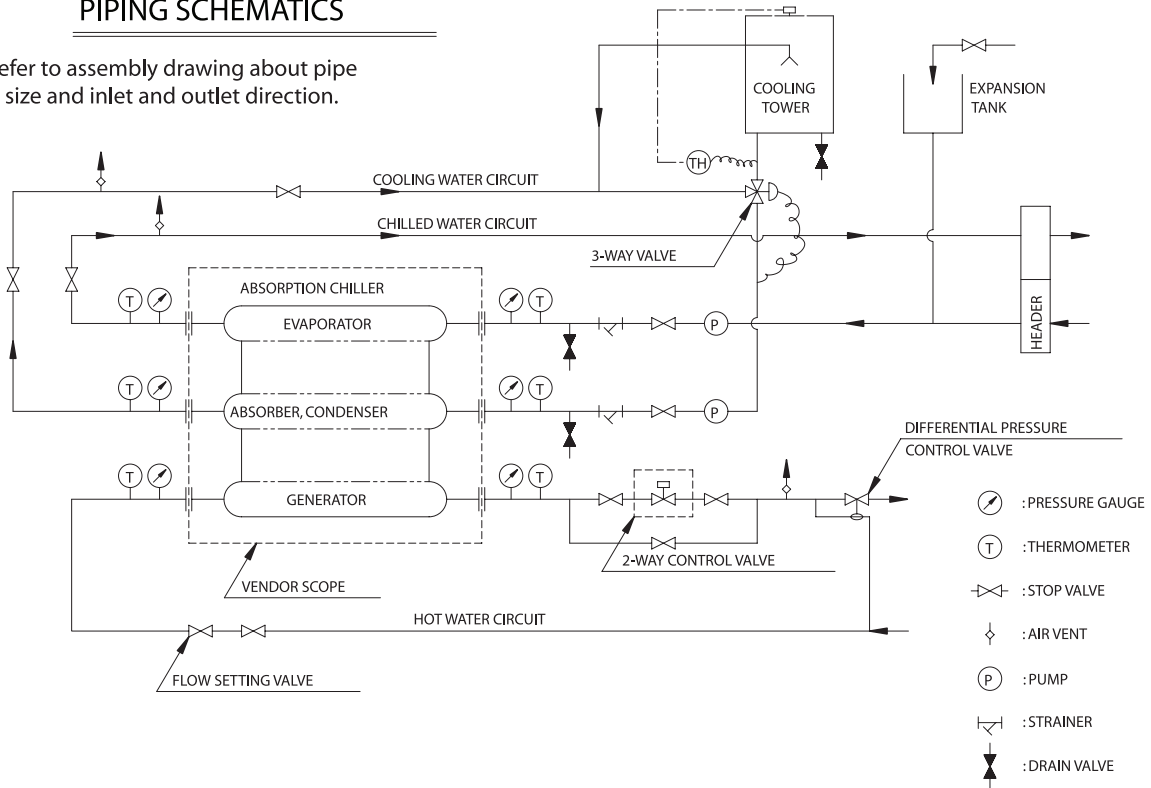 PIPING SCHEMATICS
efer to assembly drawing about pipe
size and inlet and outlet direction.
COOLING
TOWER
EXPANSION
TANK
TH
COOLING WATER CIRCUIT
CHILLED WATER CIRCUIT
3-WAY VALVE
ABSORPTION CHILLER
T
EVAPORATOR
T
P
HEADER
T
ABSORBER, CONDENSER
T
P
DIFFERENTIAL PRESSURE
CONTROL VALVE
T
GENERATOR
T
2-WAY CONTROL VALVE
VENDOR SCOPE
HOT WATER CIRCUIT
FLOW SETTING VALVE
: PRESSURE GAUGE
T : THERMOMETER
: STOP VALVE
: AIR VENT
P : PUMP
: STRAINER
: DRAIN VALVE